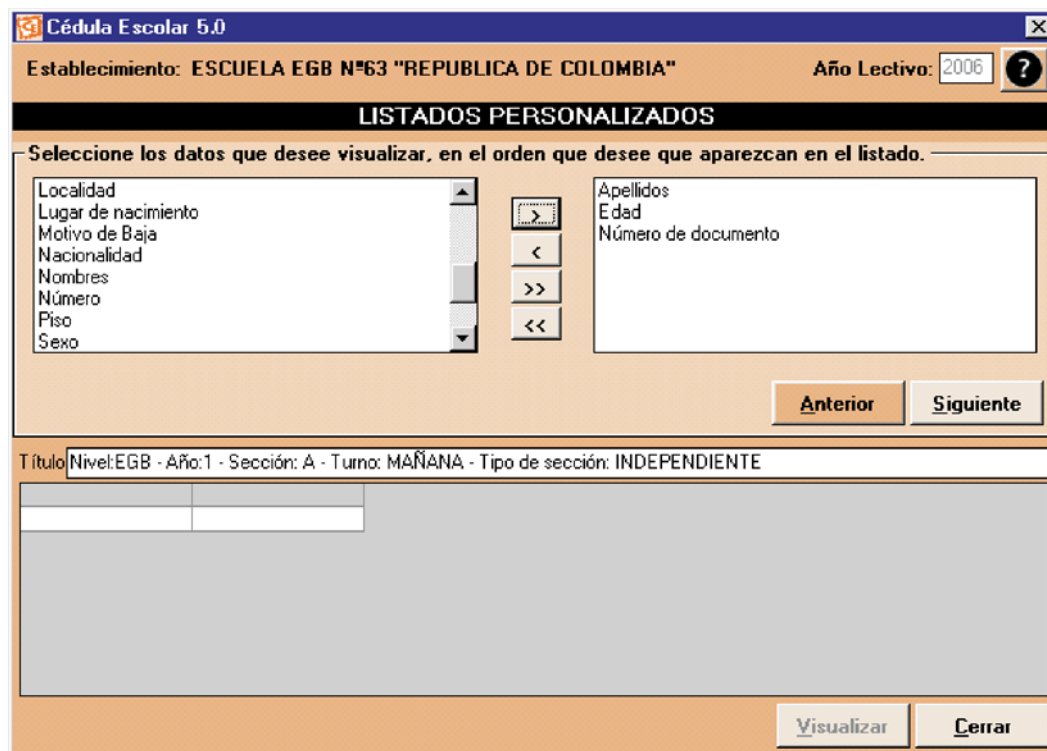 Cédula Escolar 5.0
Establecimiento: ESCUELA EGB Nº63 "REPUBLICA DE COLOMBIA" Año Lectivo: 2006 ?
LISTADOS PERSONALIZADOS
Seleccione los datos que desee visualizar, en el orden que desee que aparezcan en el listado.
Localidad
Lugar de nacimiento
Motivo de Baja
Nacionalidad
Nombres
Número
Piso
Sexo
>
<
>>
<<
Apellidos
Edad
Número de documento
Anterior Siguiente
Título Nivel:EGB - Año:1 - Sección: A - Turno: MAÑANA - Tipo de sección: INDEPENDIENTE
Visualizar Cerrar